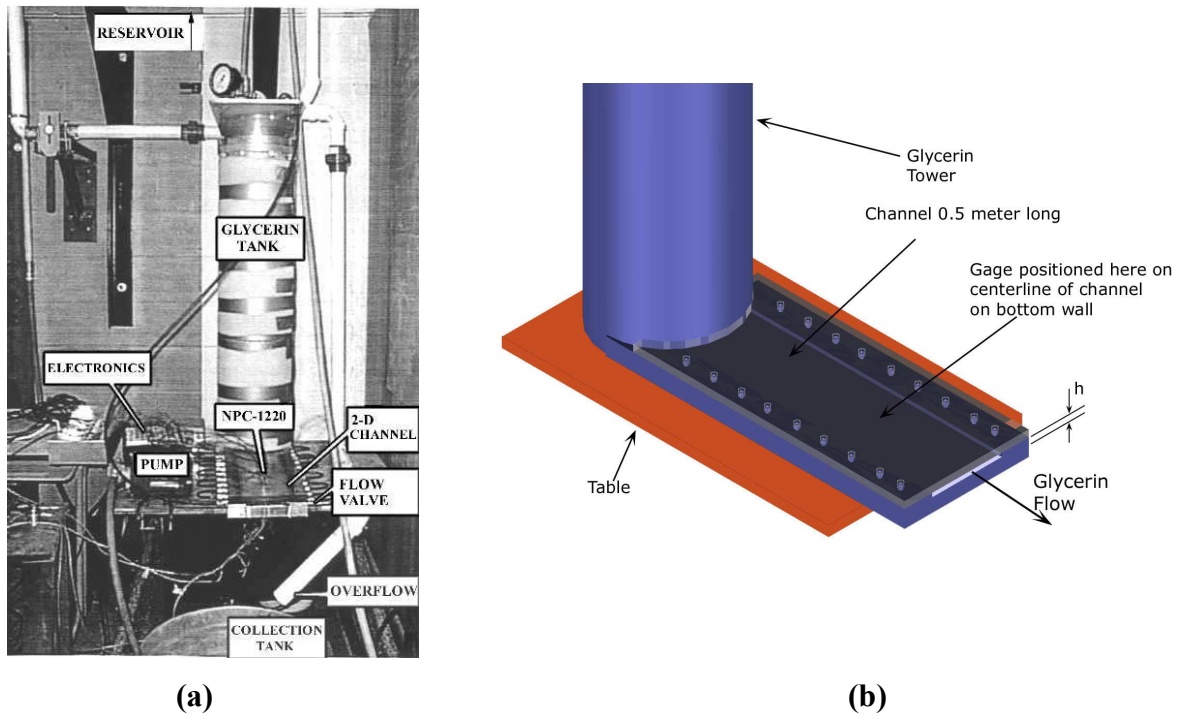 RESERVOIR
GLYCERIN
TANK
ELECTRONICS
NPC-1220
2-D
CHANNEL
PUMP
FLOW
VALVE
OVERFLOW
COLLECTION
TANK
(a)
Glycerin
Tower
Channel 0.5 meter long
Gage positioned here on
centerline of channel
on bottom wall
h
Table
Glycerin
Flow
(b)